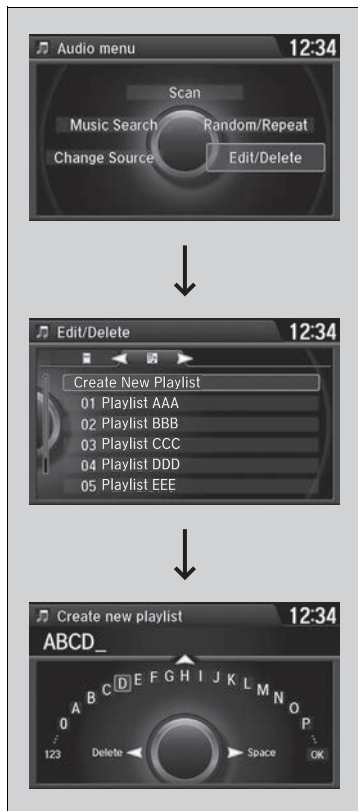 Audio menu 12:34
Scan
Music Search Random/Repeat
Change Source Edit/Delete
Edit/Delete 12:34
Create New Playlist
01 Playlist AAA
02 Playlist BBB
03 Playlist CCC
04 Playlist DDD
05 Playlist EEE
Create new playlist 12:34
ABCD_
0 A B C D E F G H I J K L M N O P
123 Delete Space OK